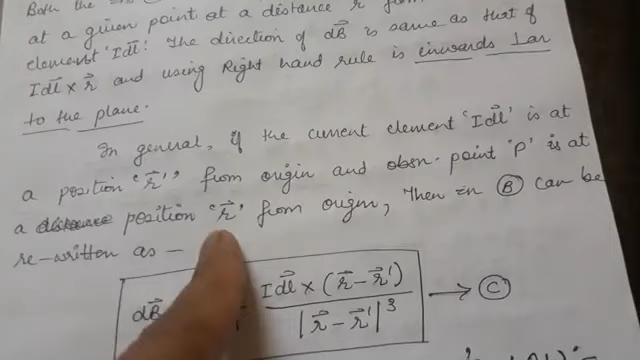 Both the
at a given point at a distance r from
element 'Idl⃗'. The direction of dB⃗ is same as that of
Idl⃗ × r⃗ and using Right hand rule is inwards ⊥ar
to the plane.
In general, if the current element 'Idl⃗' is at
a position 'r⃗'' from origin and obsn. point 'P' is at
a distance position 'r⃗' from origin, then eqn (B) can be
re-written as –
dB⃗ Idl⃗ × (r⃗ - r⃗') / |r⃗ - r⃗'|³ → (C)